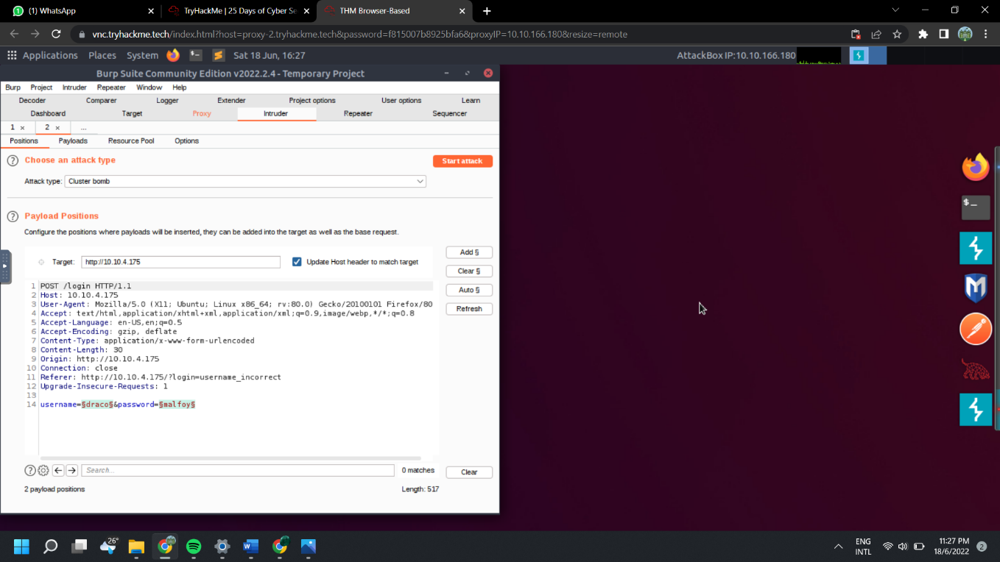 (1) WhatsApp
TryHackMe | 25 Days of Cyber Se
THM Browser-Based
vnc.tryhackme.tech/index.html?host=proxy-2.tryhackme.tech&password=f815007b8925bfa6&proxyIP=10.10.166.180&resize=remote
Applications Places System Sat 18 Jun, 16:27 AttackBox IP:10.10.166.180
Burp Suite Community Edition v2022.2.4 - Temporary Project
Burp Project Intruder Repeater Window Help
Decoder Comparer Logger Extender Project options User options Learn
Dashboard Target Proxy Intruder Repeater Sequencer
1 × 2 × ...
Positions Payloads Resource Pool Options
? Choose an attack type Start attack
Attack type: Cluster bomb
? Payload Positions
Configure the positions where payloads will be inserted, they can be added into the target as well as the base request.
Target: http://10.10.4.175 Update Host header to match target
Add §
Clear §
Auto §
Refresh
1 POST /login HTTP/1.1
2 Host: 10.10.4.175
3 User-Agent: Mozilla/5.0 (X11; Ubuntu; Linux x86_64; rv:80.0) Gecko/20100101 Firefox/80
4 Accept: text/html,application/xhtml+xml,application/xml;q=0.9,image/webp,*/*;q=0.8
5 Accept-Language: en-US,en;q=0.5
6 Accept-Encoding: gzip, deflate
7 Content-Type: application/x-www-form-urlencoded
8 Content-Length: 30
9 Origin: http://10.10.4.175
10 Connection: close
11 Referer: http://10.10.4.175/?login=username_incorrect
12 Upgrade-Insecure-Requests: 1
13
14 username=§draco§&password=§malfoy§
? Search... 0 matches Clear
2 payload positions Length: 517
26°
ENG
INTL
11:27 PM
18/6/2022
2